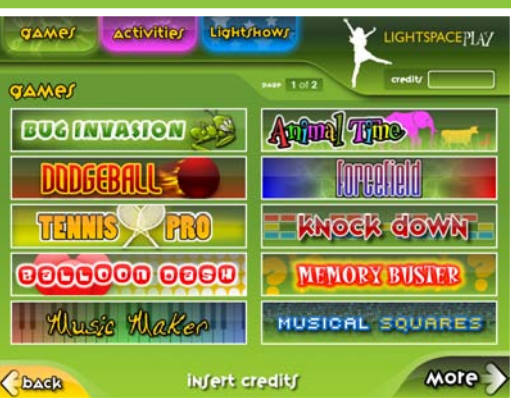 games
Activities
Lightshows
LIGHTSPACE PLAY
credits
games
PAGE 1 of 2
BUG INVASION
Animal Time
DODGEBALL
forcefield
TENNIS PRO
KNOCK DOWN
BALLOON DASH
MEMORY BUSTER
Music Maker
MUSICAL SQUARES
back
insert credits
More